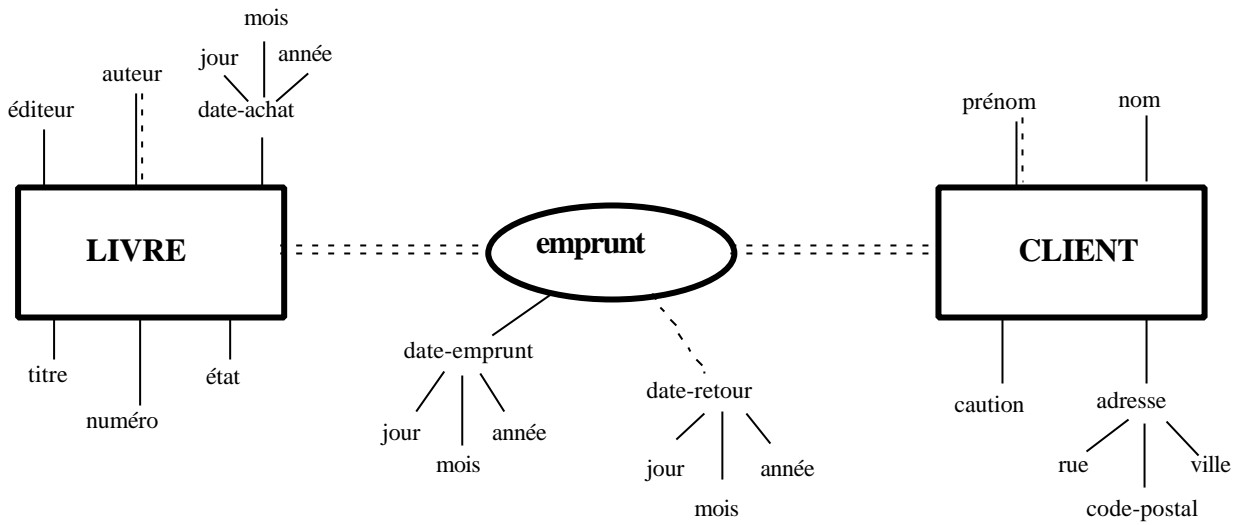 mois
jour année
auteur
éditeur date-achat
prénom nom
LIVRE emprunt CLIENT
titre état
numéro
date-emprunt
jour année
mois
date-retour
jour année
mois
caution adresse
rue ville
code-postal